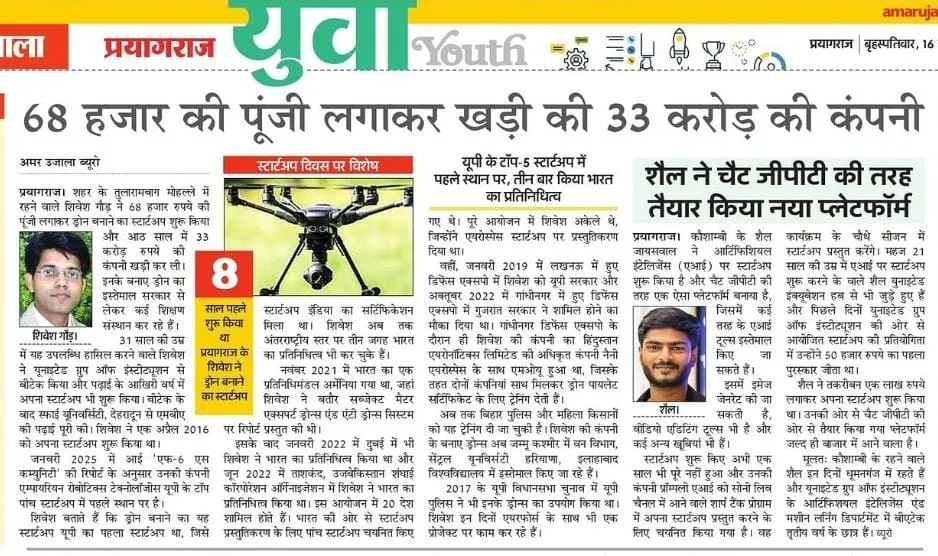 amaruja
ाला
प्रयागराज
युवा
Youth
प्रयागराज | बृहस्पतिवार, 16
68 हजार की पूंजी लगाकर खड़ी की 33 करोड़ की कंपनी
अमर उजाला ब्यूरो
प्रयागराज। शहर के तुलारामबाग मोहल्ले में
रहने वाले शिवेश गौड़ ने 68 हजार रुपये की
पूंजी लगाकर ड्रोन बनाने का स्टार्टअप शुरू किया
और आठ साल में 33
करोड़ रुपये की
कंपनी खड़ी कर ली।
इनके बनाए ड्रोन का
इस्तेमाल सरकार से
लेकर कई शिक्षण
संस्थान कर रहे हैं।
शिवेश गौड़।
31 साल की उम्र
में यह उपलब्धि हासिल करने वाले शिवेश
ने यूनाइटेड ग्रुप ऑफ इंस्टीट्यूशन से
बीटेक किया और पढ़ाई के आखिरी वर्ष में
अपना स्टार्टअप भी शुरू किया। बीटेक के
बाद स्काई यूनिवर्सिटी, देहरादून से एमबीए
की पढ़ाई पूरी की। शिवेश ने एक अप्रैल 2016
को अपना स्टार्टअप शुरू किया था।
जनवरी 2025 में आई 'एफ-6 एस
कम्युनिटी' की रिपोर्ट के अनुसार उनकी कंपनी
एम्पायरियन रोबोटिक्स टेक्नोलॉजीस यूपी के टॉप
पांच स्टार्टअप में पहले स्थान पर है।
शिवेश बताते हैं कि ड्रोन बनाने का यह
स्टार्टअप यूपी का पहला स्टार्टअप था, जिसे
स्टार्टअप दिवस पर विशेष
8
साल पहले
शुरू किया
था
प्रयागराज के
शिवेश ने
ड्रोन बनाने
का स्टार्टअप
स्टार्टअप इंडिया का सर्टिफिकेशन
मिला था। शिवेश अब तक
अंतरराष्ट्रीय स्तर पर तीन जगह भारत
का प्रतिनिधित्व भी कर चुके हैं।
नवंबर 2021 में भारत का एक
प्रतिनिधिमंडल अर्मेनिया गया था, जहां
शिवेश ने बतौर सब्जेक्ट मैटर
एक्सपर्ट ड्रोन्स एंड एंटी ड्रोन्स सिस्टम
पर रिपोर्ट प्रस्तुत की थी।
इसके बाद जनवरी 2022 में दुबई में भी
शिवेश ने भारत का प्रतिनिधित्व किया था और
जून 2022 में ताशकंद, उजबेकिस्तान शंघाई
कॉरपोरेशन ऑर्गिनाइजेशन में शिवेश ने भारत का
प्रतिनिधित्व किया था। इस आयोजन में 20 देश
शामिल होते हैं। भारत की ओर से स्टार्टअप
प्रस्तुतिकरण के लिए पांच स्टार्टअप चयनित किए
यूपी के टॉप-5 स्टार्टअप में
पहले स्थान पर, तीन बार किया भारत
का प्रतिनिधित्व
गए थे। पूरे आयोजन में शिवेश अकेले थे,
जिन्होंने एयरोस्पेस स्टार्टअप पर प्रस्तुतिकरण
दिया था।
वहीं, जनवरी 2019 में लखनऊ में हुए
डिफेंस एक्सपो में शिवेश को यूपी सरकार और
अक्तूबर 2022 में गांधीनगर में हुए डिफेंस
एक्सपो में गुजरात सरकार ने शामिल होने का
मौका दिया था। गांधीनगर डिफेंस एक्सपो के
दौरान ही शिवेश की कंपनी का हिंदुस्तान
एयरोनॉटिक्स लिमिटेड की अधिकृत कंपनी नैनी
एयरोस्पेस के साथ एमओयू हुआ था, जिसके
तहत दोनों कंपनियां साथ मिलकर ड्रोन पायलेट
सर्टिफिकेट के लिए ट्रेनिंग देती हैं।
अब तक बिहार पुलिस और महिला किसानों
को यह ट्रेनिंग दी जा चुकी है। शिवेश की कंपनी
के बनाए ड्रोन्स अब जम्मू कश्मीर में वन विभाग,
सेंट्रल यूनिवर्सिटी हरियाणा, इलाहाबाद
विश्वविद्यालय में इस्तेमाल किए जा रहे हैं।
2017 के यूपी विधानसभा चुनाव में यूपी
पुलिस ने भी इनके ड्रोन्स का उपयोग किया था।
शिवेश इन दिनों एयरफोर्स के साथ भी एक
प्रोजेक्ट पर काम कर रहे हैं।
शैल ने चैट जीपीटी की तरह
तैयार किया नया प्लेटफॉर्म
प्रयागराज। कौशाम्बी के शैल
जायसवाल ने आर्टिफिशियल
इंटेलिजेंस (एआई) पर स्टार्टअप
शुरू किया है और चैट जीपीटी की
तरह एक ऐसा प्लेटफॉर्म बनाया है,
जिसमें कई
तरह के एआई
टूल्स इस्तेमाल
किए जा
सकते हैं।
इसमें इमेज
जेनरेट की जा
सकती है,
शैल।
वीडियो एडिटिंग टूल्स भी है और
कई अन्य खूबियां भी हैं।
स्टार्टअप शुरू किए अभी एक
साल भी पूरे नहीं हुआ और उनकी
कंपनी प्रॉम्प्ली एआई को सोनी लिव
चैनल में आने वाले शार्प टैंक प्रोग्राम
में अपना स्टार्टअप प्रस्तुत करने के
लिए चयनित किया गया है। वह
कार्यक्रम के चौथे सीजन में
स्टार्टअप प्रस्तुत करेंगे। महज 21
साल की उम्र में एआई पर स्टार्टअप
शुरू करने के वाले शैल यूनाइटेड
इंक्यूबेशन हब से भी जुड़े हुए हैं
और पिछले दिनों यूनाइटेड ग्रुप
ऑफ इंस्टीट्यूशन की ओर से
आयोजित स्टार्टअप की प्रतियोगिता
में उन्होंने 50 हजार रुपये का पहला
पुरस्कार जीता था।
शैल ने तकरीबन एक लाख रुपये
लगाकर अपना स्टार्टअप शुरू किया
था। उनकी ओर से चैट जीपीटी की
ओर से तैयार किया गया प्लेटफॉर्म
जल्द ही बाजार में आने वाला है।
मूलत: कौशाम्बी के रहने वाले
शैल इन दिनों धूमनगंज में रहते हैं
और यूनाइटेड ग्रुप ऑफ इंस्टीट्यूशन
के आर्टिफिशियल इंटेलिजेंस एंड
मशीन लर्निंग डिपार्टमेंट में बीएटेक
तृतीय वर्ष के छात्र हैं। ब्यूरो